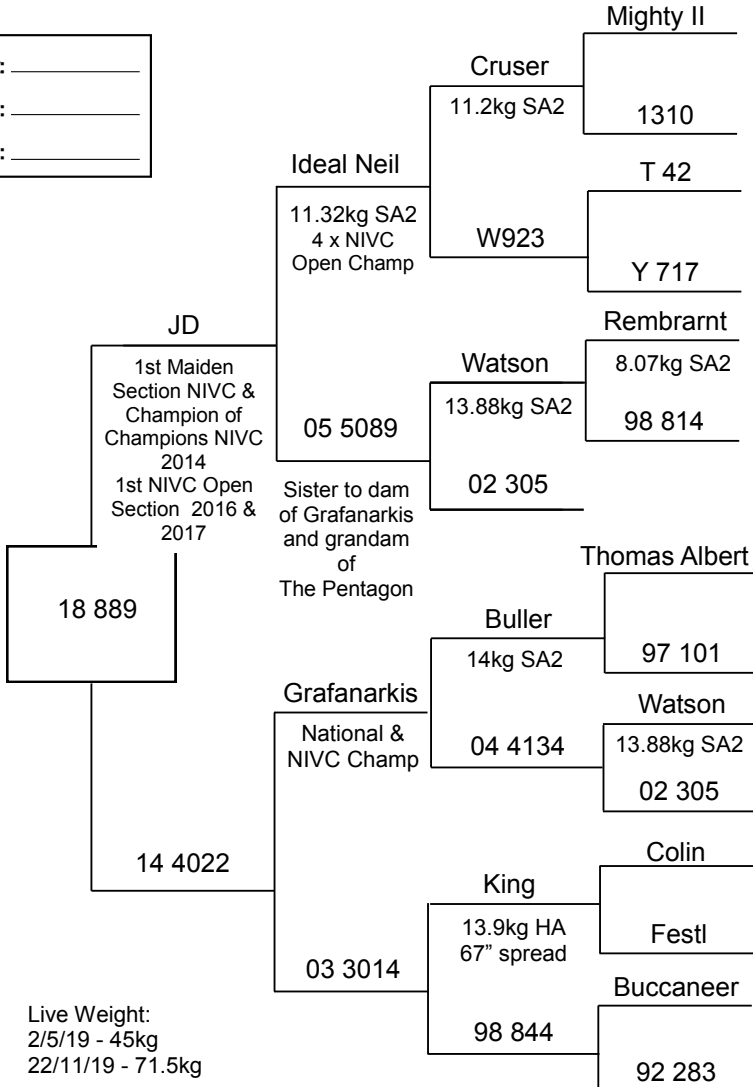 : ____________
: ____________
: ____________
Mighty II
Cruser
11.2kg SA2
1310
Ideal Neil
T 42
11.32kg SA2
4 x NIVC
Open Champ
W923
Y 717
JD
Rembrarnt
1st Maiden
Section NIVC &
Champion of
Champions NIVC
2014
1st NIVC Open
Section 2016 &
2017
Watson
8.07kg SA2
13.88kg SA2
98 814
05 5089
02 305
Sister to dam
of Grafanarkis
and grandam
of
The Pentagon
18 889
Thomas Albert
Buller
14kg SA2
97 101
Grafanarkis
Watson
National &
NIVC Champ
04 4134
13.88kg SA2
02 305
14 4022
Colin
King
13.9kg HA
67” spread
Festl
03 3014
Buccaneer
98 844
92 283
Live Weight:
2/5/19 - 45kg
22/11/19 - 71.5kg